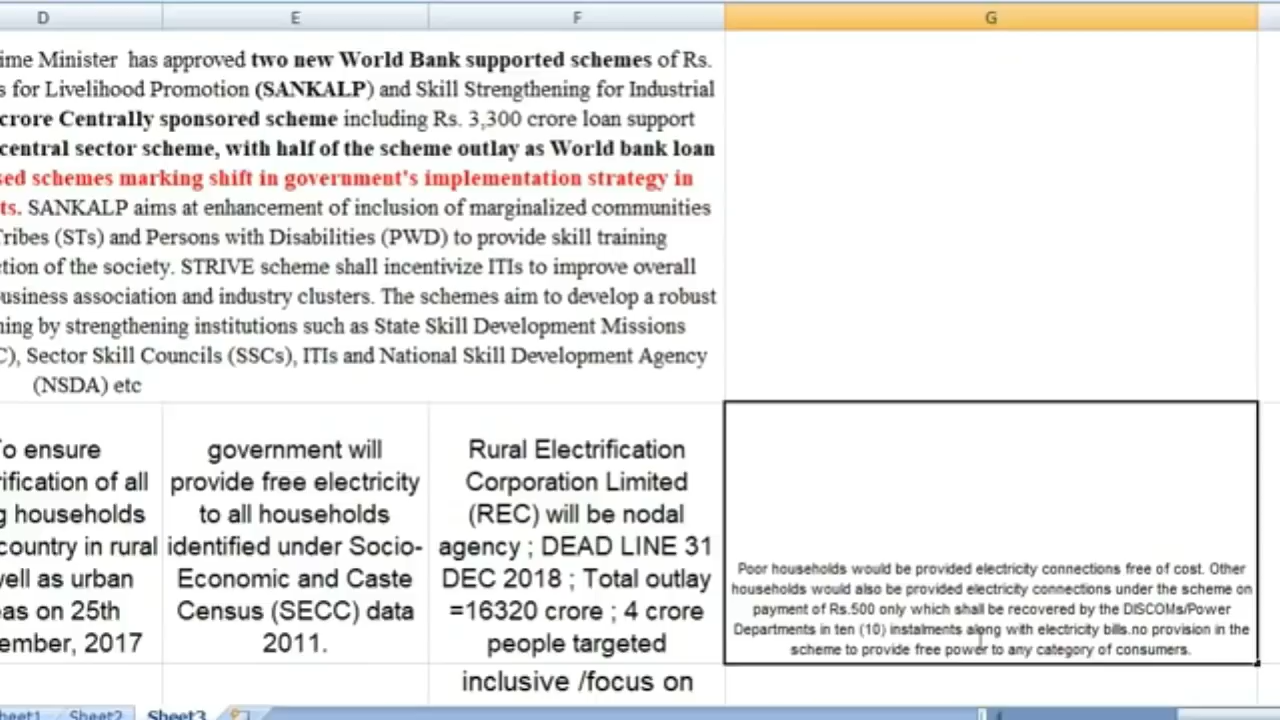 D E F G
ime Minister has approved two new World Bank supported schemes of Rs.
s for Livelihood Promotion (SANKALP) and Skill Strengthening for Industrial
crore Centrally sponsored scheme including Rs. 3,300 crore loan support
central sector scheme, with half of the scheme outlay as World bank loan
sed schemes marking shift in government's implementation strategy in
ts. SANKALP aims at enhancement of inclusion of marginalized communities
Tribes (STs) and Persons with Disabilities (PWD) to provide skill training
ction of the society. STRIVE scheme shall incentivize ITIs to improve overall
usiness association and industry clusters. The schemes aim to develop a robust
ning by strengthening institutions such as State Skill Development Missions
C), Sector Skill Councils (SSCs), ITIs and National Skill Development Agency
(NSDA) etc
To ensure
rification of all
g households
country in rural
well as urban
eas on 25th
ember, 2017
government will
provide free electricity
to all households
identified under Socio-
Economic and Caste
Census (SECC) data
2011.
Rural Electrification
Corporation Limited
(REC) will be nodal
agency ; DEAD LINE 31
DEC 2018 ; Total outlay
=16320 crore ; 4 crore
people targeted
Poor households would be provided electricity connections free of cost. Other
households would also be provided electricity connections under the scheme on
payment of Rs.500 only which shall be recovered by the DISCOMs/Power
Departments in ten (10) instalments along with electricity bills.no provision in the
scheme to provide free power to any category of consumers.
inclusive /focus on
heet1 Sheet2 Sheet3